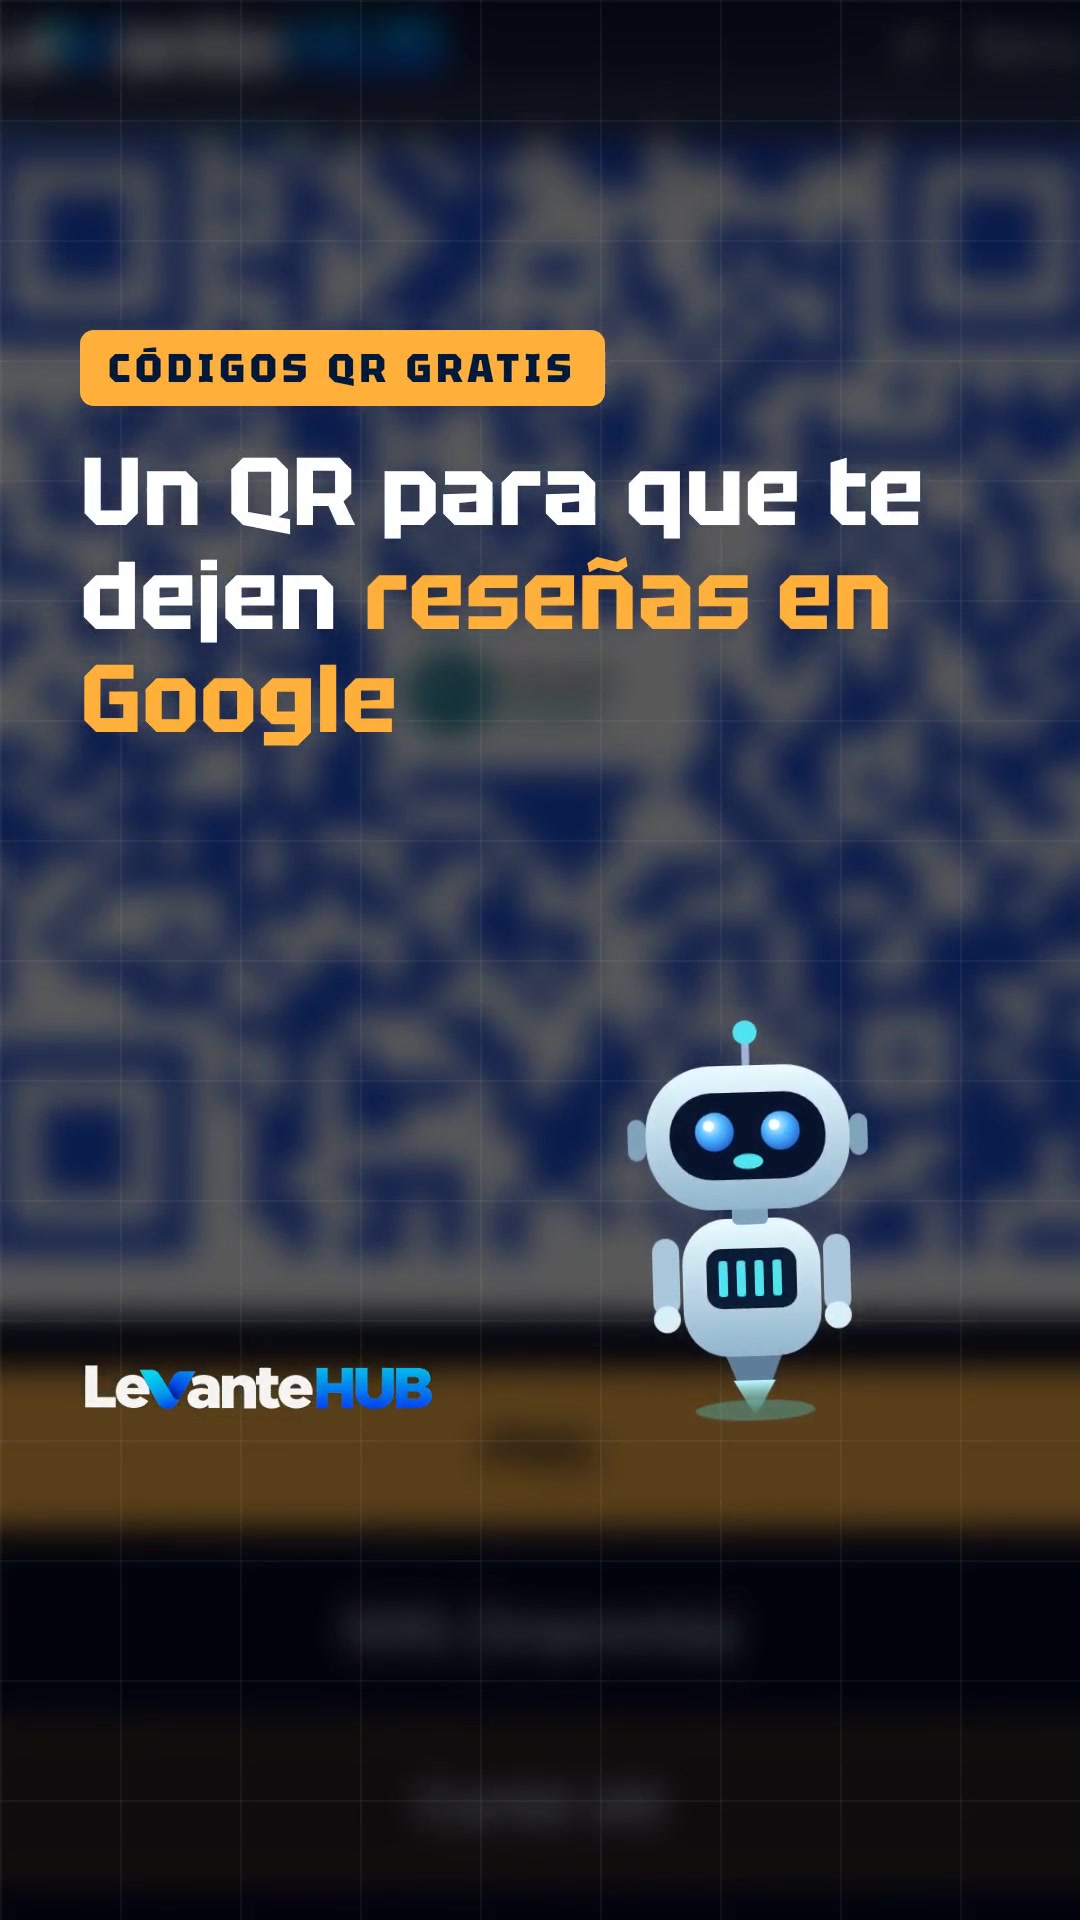 CÓDIGOS QR GRATIS
Un QR para que te
dejen reseñas en
Google
LevanteHUB